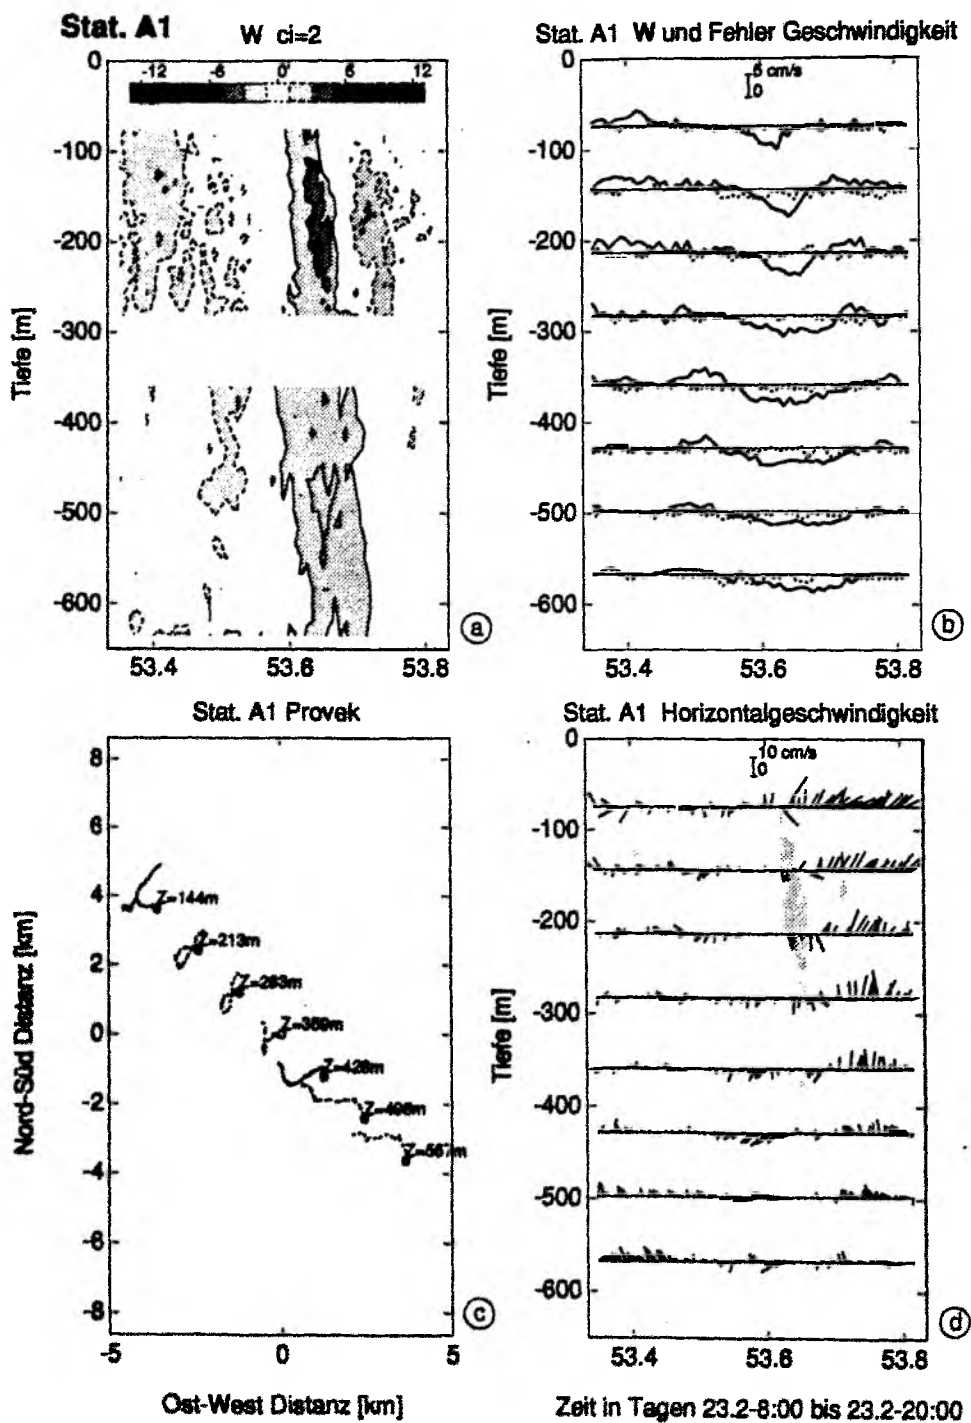 Stat. A1 W ci=2
-12 -6 0 6 12
0
-100
-200
-300
-400
-500
-600
Tiefe [m]
53.4 53.6 53.8
a
Stat. A1 W und Fehler Geschwindigkeit
5 cm/s
0
0
-100
-200
-300
-400
-500
-600
Tiefe [m]
53.4 53.6 53.8
b
Stat. A1 Provek
8
6
4
2
0
-2
-4
-6
-8
Nord-Süd Distanz [km]
Z=144m
Z=213m
Z=283m
Z=359m
Z=428m
Z=498m
Z=567m
-5 0 5
Ost-West Distanz [km]
c
Stat. A1 Horizontalgeschwindigkeit
10 cm/s
0
0
-100
-200
-300
-400
-500
-600
Tiefe [m]
53.4 53.6 53.8
d
Zeit in Tagen 23.2-8:00 bis 23.2-20:00